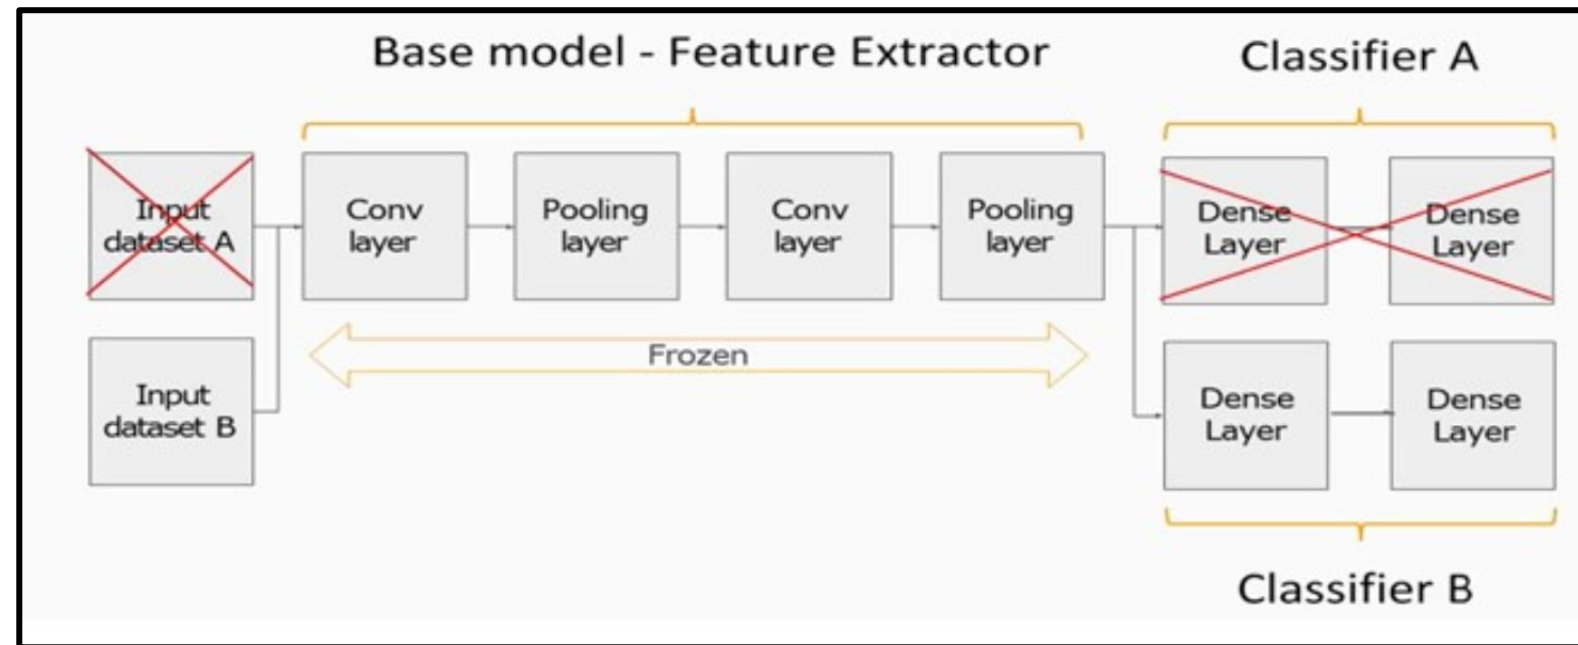 Base model - Feature Extractor
Classifier A
Input
dataset A
Conv
layer
Pooling
layer
Conv
layer
Pooling
layer
Dense
Layer
Dense
Layer
Frozen
Input
dataset B
Dense
Layer
Dense
Layer
Classifier B